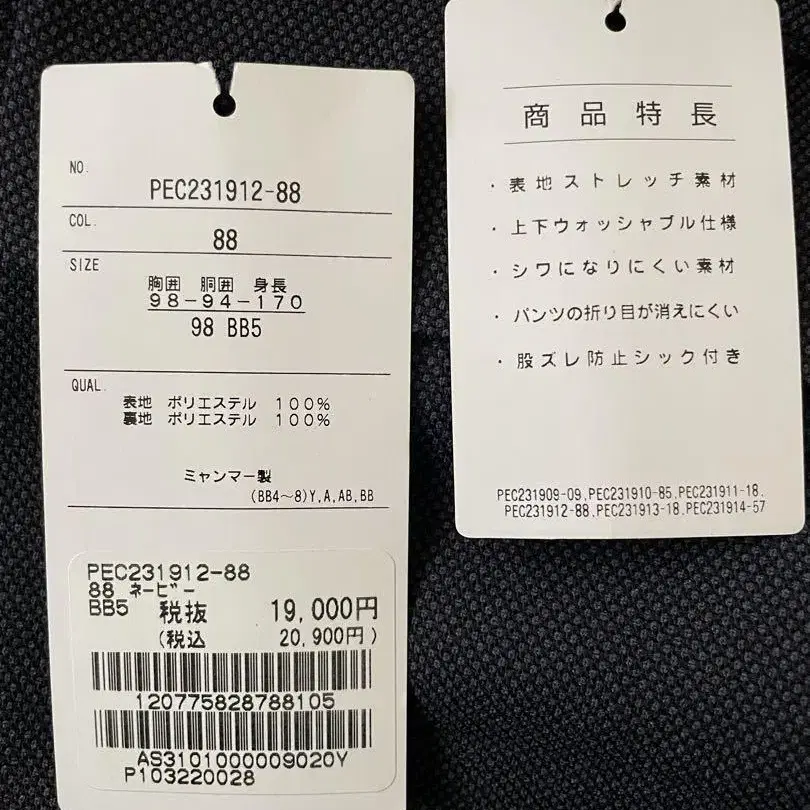 NO.
PEC231912-88
COL.
88
SIZE
胸囲 胴囲 身長
98-94-170
98 BB5
QUAL.
表地 ポリエステル 100%
裏地 ポリエステル 100%
ミャンマー製
(BB4～8)Y,A,AB,BB
PEC231912-88
88 ネービー
BB5 税抜 19,000円
(税込 20,900円)
120775828788105
AS3101000009020Y
P103220028
商品特長
・表地ストレッチ素材
・上下ウォッシャブル仕様
・シワになりにくい素材
・パンツの折り目が消えにくい
・股ズレ防止シック付き
PEC231909-09,PEC231910-85,PEC231911-18,
PEC231912-88,PEC231913-18,PEC231914-57